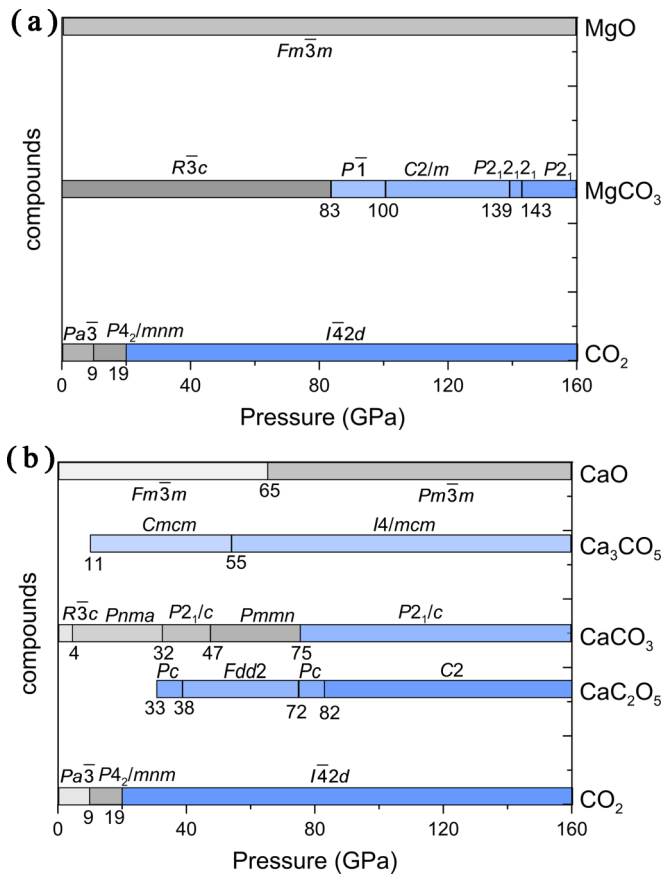 (a)
MgO
Fm3̅m
R3̅c P1̅ C2/m P2₁2₁2₁ P2₁
MgCO₃
83 100 139 143
compounds
Pa3̅ P4₂/mnm I4̅2d
CO₂
9 19
0 40 80 120 160
Pressure (GPa)
(b)
CaO
Fm3̅m 65 Pm3̅m
Cmcm I4/mcm
Ca₃CO₅
11 55
R3̅c Pnma P2₁/c Pmmn P2₁/c
CaCO₃
4 32 47 75
Pc Fdd2 Pc C2
CaC₂O₅
33 38 72 82
compounds
Pa3̅ P4₂/mnm I4̅2d
CO₂
9 19
0 40 80 120 160
Pressure (GPa)